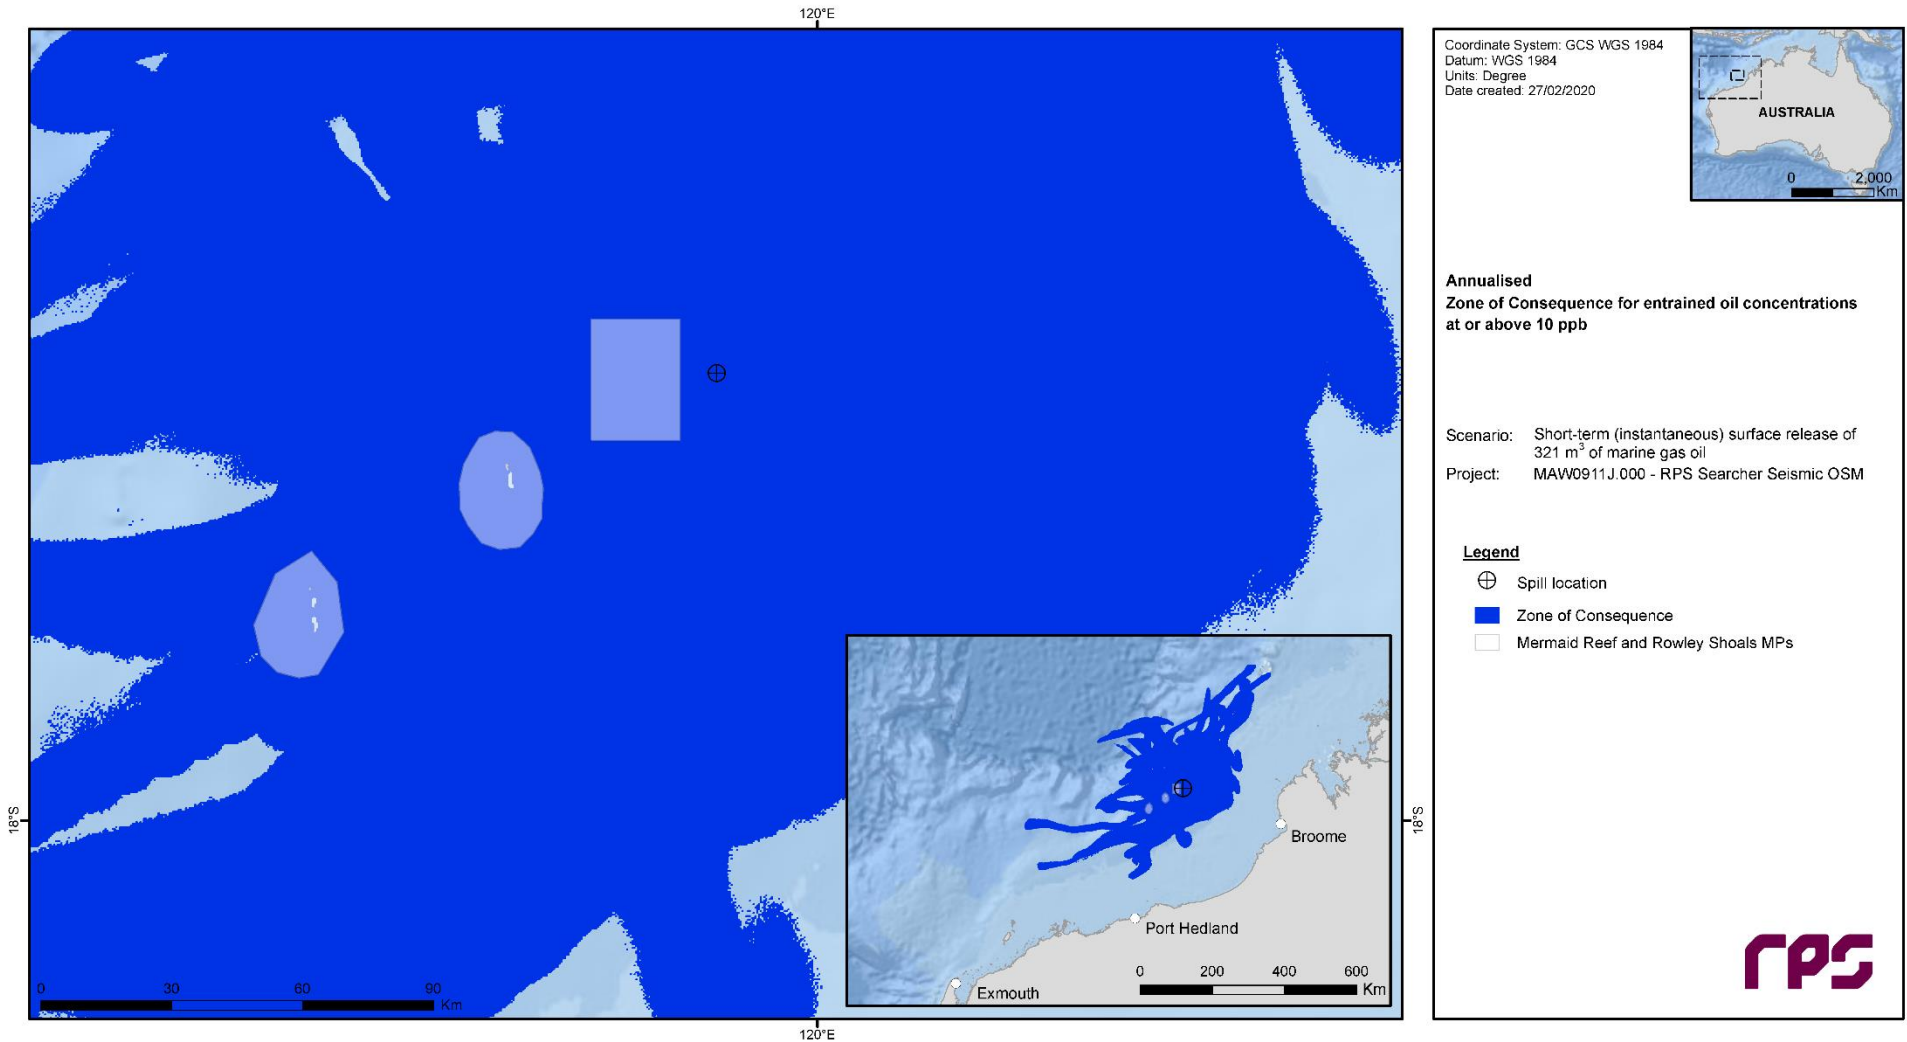 120°E
Coordinate System: GCS WGS 1984
Datum: WGS 1984
Units: Degree
Date created: 27/02/2020
AUSTRALIA
0 2,000
Km
Annualised
Zone of Consequence for entrained oil concentrations
at or above 10 ppb
Scenario: Short-term (instantaneous) surface release of
321 m³ of marine gas oil
Project: MAW0911J.000 - RPS Searcher Seismic OSM
Legend
Spill location
Zone of Consequence
Mermaid Reef and Rowley Shoals MPs
18°S
18°S
Broome
Port Hedland
Exmouth
0 200 400 600
Km
0 30 60 90
Km
120°E
rps